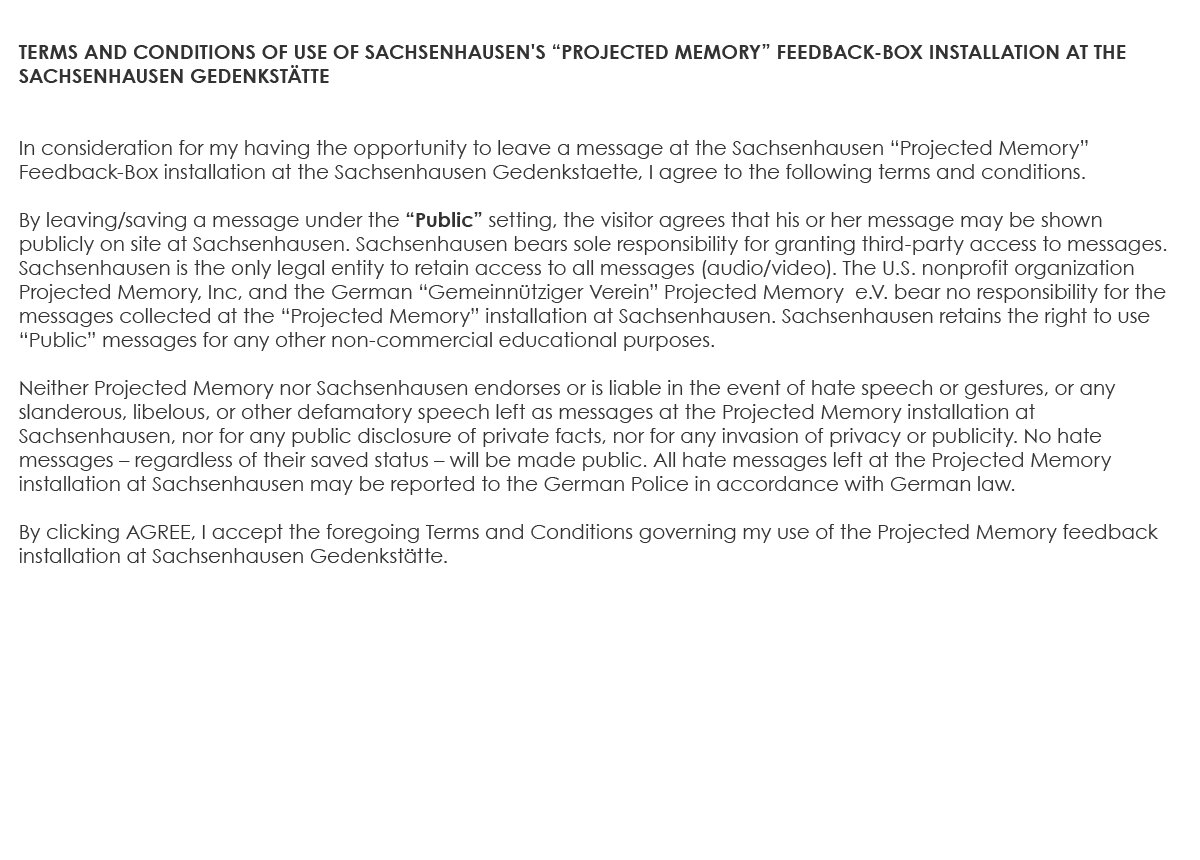 TERMS AND CONDITIONS OF USE OF SACHSENHAUSEN'S “PROJECTED MEMORY” FEEDBACK-BOX INSTALLATION AT THE
SACHSENHAUSEN GEDENKSTÄTTE
In consideration for my having the opportunity to leave a message at the Sachsenhausen “Projected Memory”
Feedback-Box installation at the Sachsenhausen Gedenkstaette, I agree to the following terms and conditions.
By leaving/saving a message under the “Public” setting, the visitor agrees that his or her message may be shown
publicly on site at Sachsenhausen. Sachsenhausen bears sole responsibility for granting third-party access to messages.
Sachsenhausen is the only legal entity to retain access to all messages (audio/video). The U.S. nonprofit organization
Projected Memory, Inc, and the German “Gemeinnütziger Verein” Projected Memory  e.V. bear no responsibility for the
messages collected at the “Projected Memory” installation at Sachsenhausen. Sachsenhausen retains the right to use
“Public” messages for any other non-commercial educational purposes.
Neither Projected Memory nor Sachsenhausen endorses or is liable in the event of hate speech or gestures, or any
slanderous, libelous, or other defamatory speech left as messages at the Projected Memory installation at
Sachsenhausen, nor for any public disclosure of private facts, nor for any invasion of privacy or publicity. No hate
messages – regardless of their saved status – will be made public. All hate messages left at the Projected Memory
installation at Sachsenhausen may be reported to the German Police in accordance with German law.
By clicking AGREE, I accept the foregoing Terms and Conditions governing my use of the Projected Memory feedback
installation at Sachsenhausen Gedenkstätte.